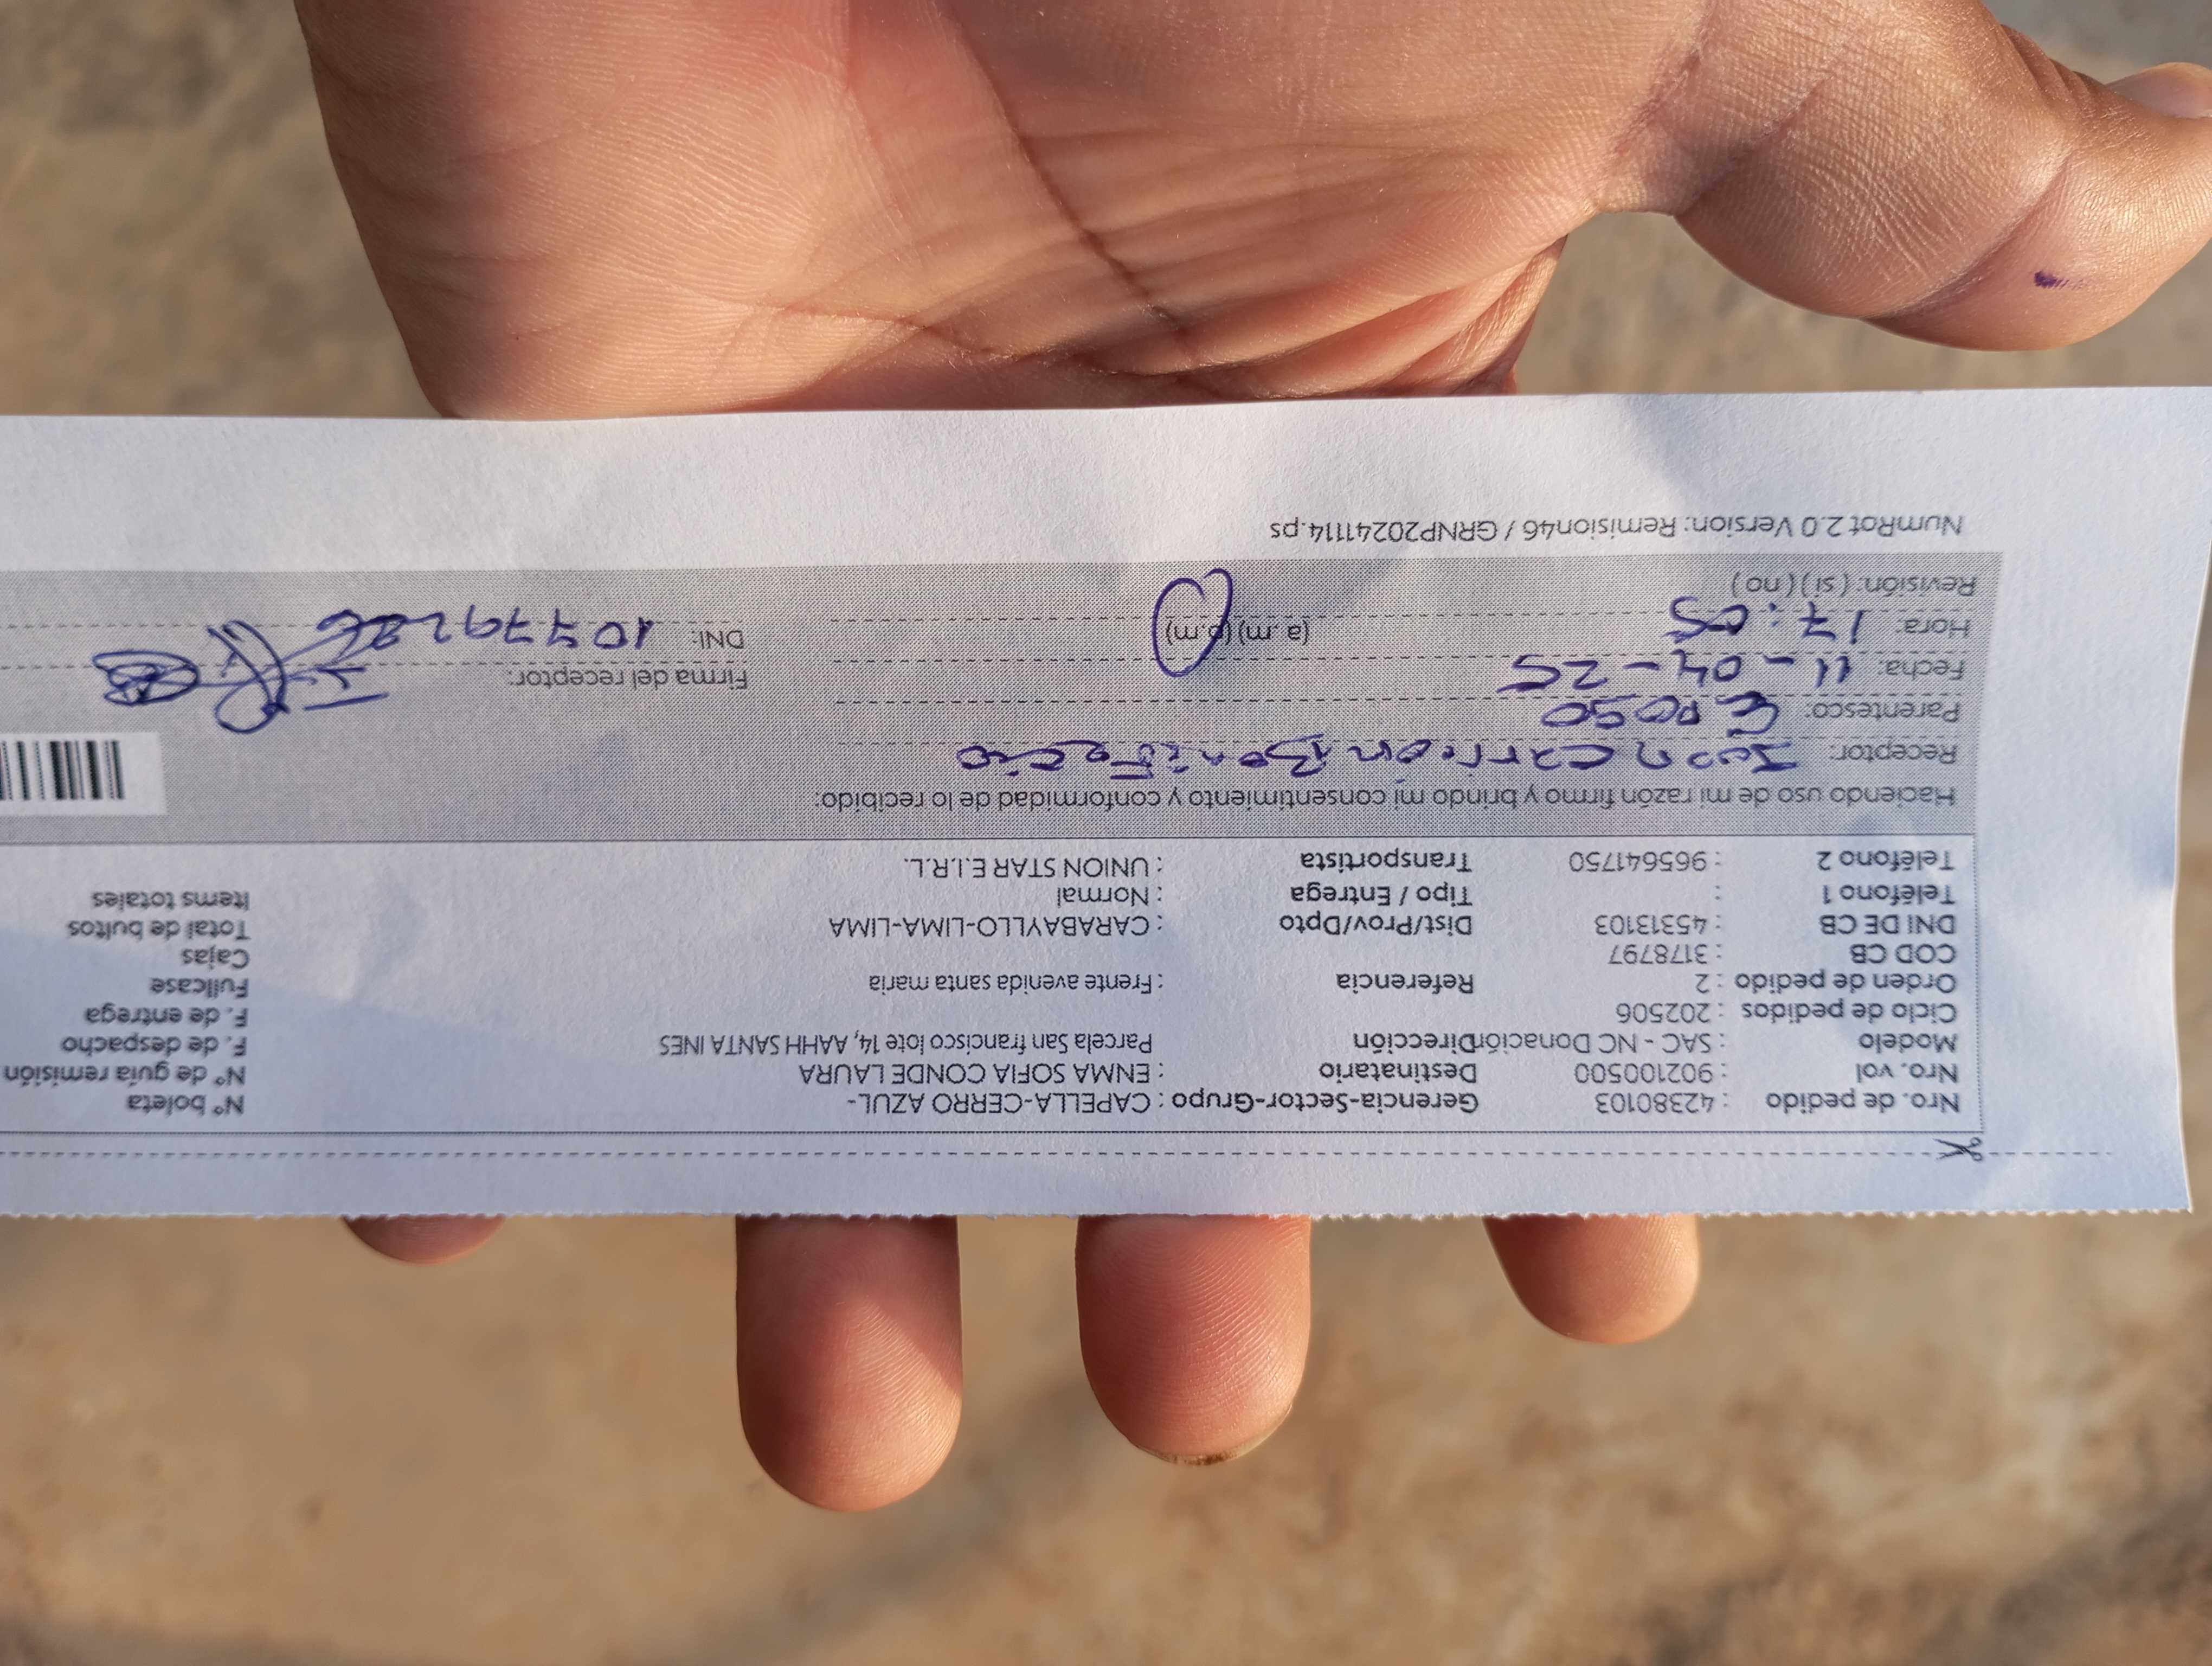 Nro. de pedido : 42380103 Gerencia-Sector-Grupo : CAPELLA-CERRO AZUL- N° boleta
Nro. vol : 902100500 Destinatario : ENMA SOFIA CONDE LAURA N° de guía remisión
Modelo : SAC - NC Donación Dirección Parcela San francisco lote 14, AAHH SANTA INES F. de despacho
Ciclo de pedidos : 202506 F. de entrega
Orden de pedido : 2 Referencia : Frente avenida santa maria Fullcase
COD CB : 3178797 Cajas
DNI DE CB : 45313103 Dist/Prov/Dpto : CARABAYLLO-LIMA-LIMA Total de bultos
Teléfono 1 : Tipo / Entrega : Normal Items totales
Teléfono 2 : 965641750 Transportista : UNION STAR E.I.R.L.
Haciendo uso de mi razón firmo y brindo mi consentimiento y conformidad de lo recibido:
Receptor: Carrion Bonifacio
Parentesco: Esposo
Fecha: 11-04-25 Firma del receptor:
Hora: 17:05 (a.m) (p.m) DNI:
Revisión: (si) (no)
NumRot 2.0 Version: Remision46 / GRNP20241114.ps